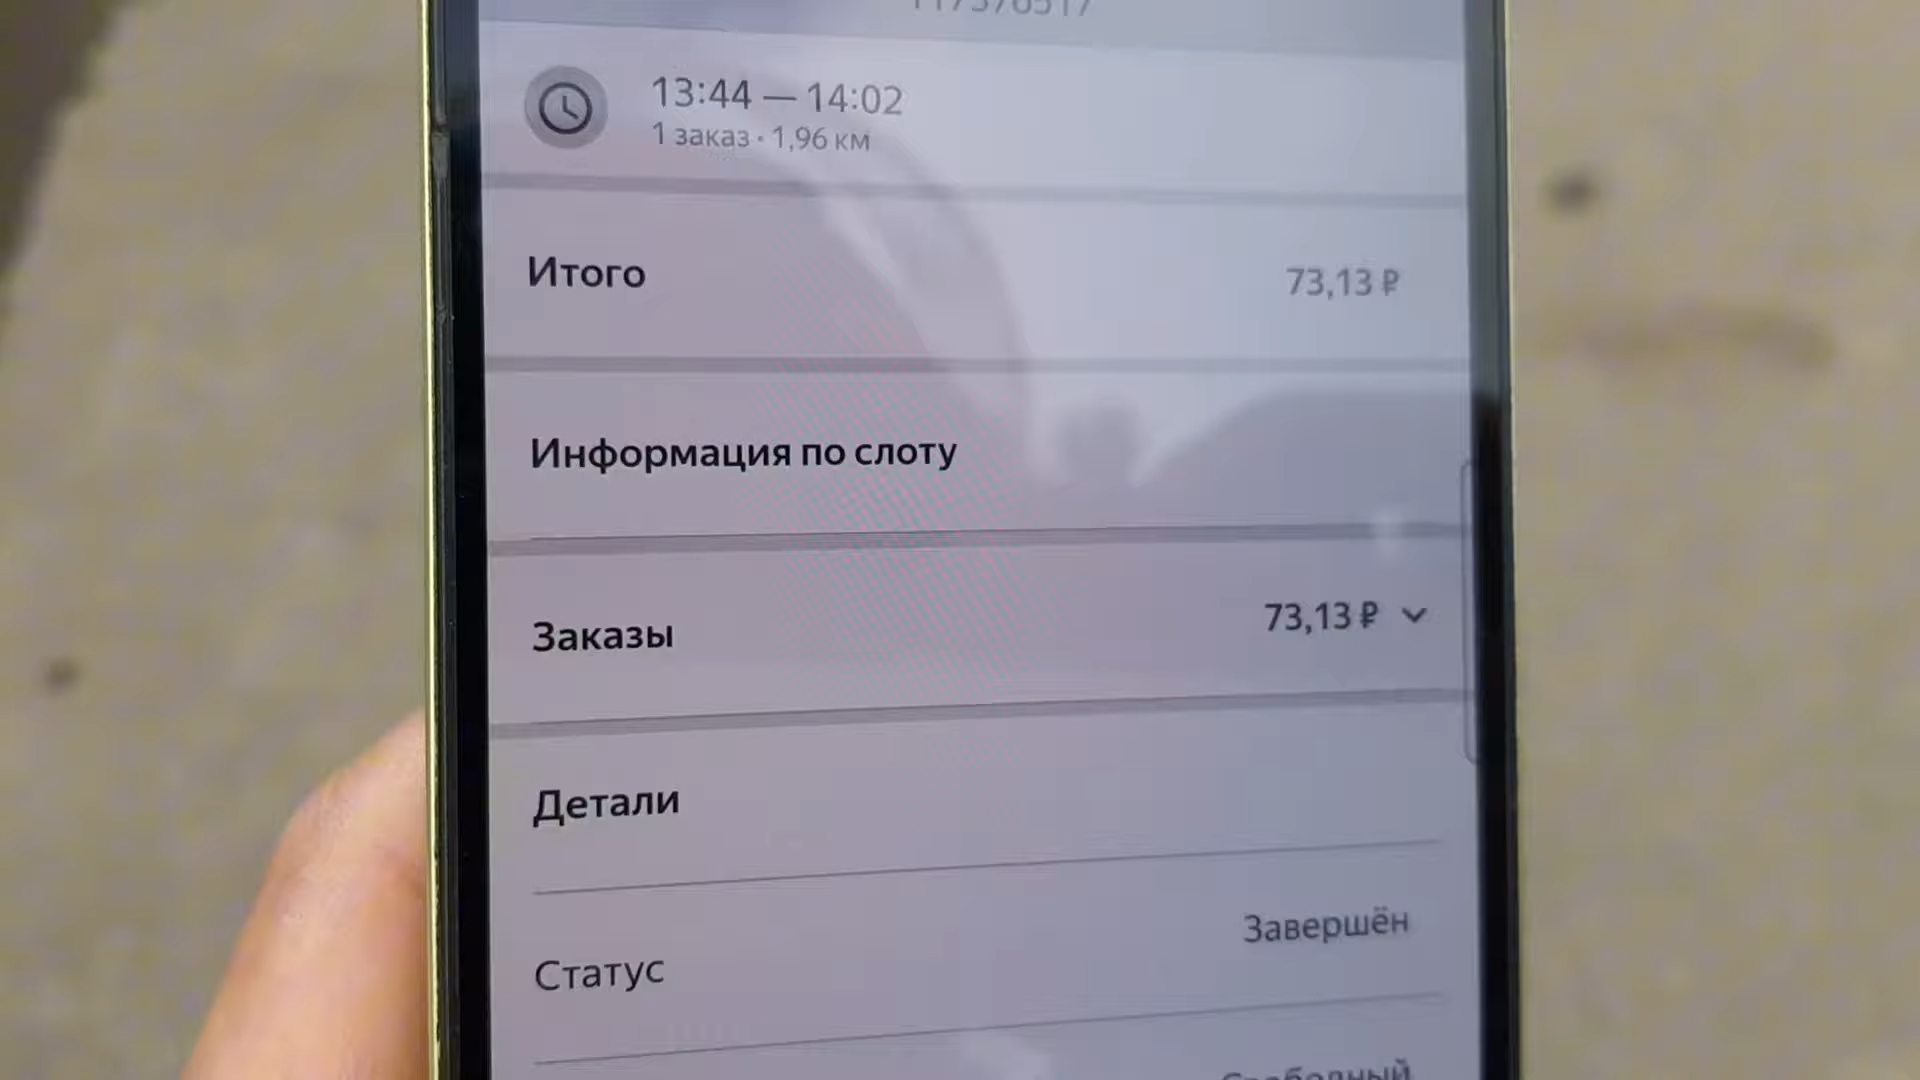 13:44 — 14:02
1 заказ · 1,96 км
Итого
73,13 ₽
Информация по слоту
Заказы
73,13 ₽
Детали
Завершён
Статус
Свободный